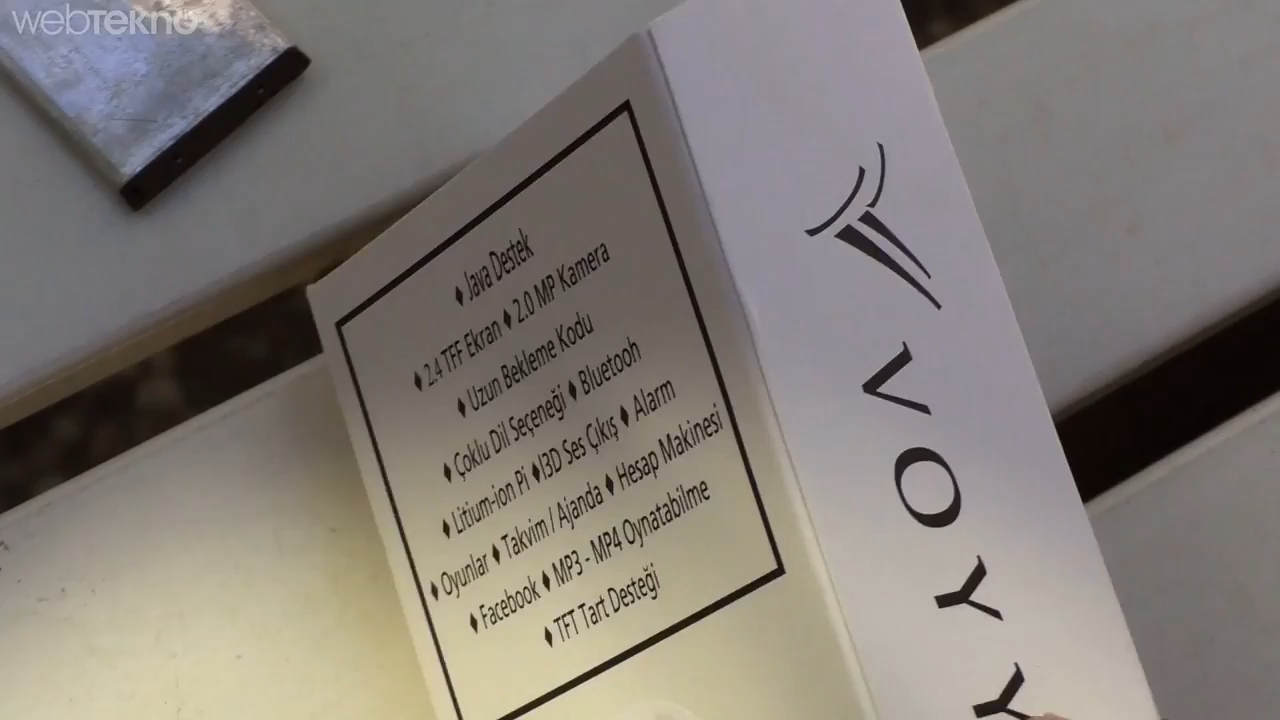 webTEKNO
♦ Java Destek
♦ 2.4 TFF Ekran ♦ 2.0 MP Kamera
♦ Uzun Bekleme Kodu
♦ Çoklu Dil Seçeneği ♦ Bluetooh
♦ Litium-ion Pi ♦ I3D Ses Çıkış ♦ Alarm
♦ Oyunlar ♦ Takvim / Ajanda ♦ Hesap Makinesi
♦ Facebook ♦ MP3 - MP4 Oynatabilme
♦ TFT Tart Desteği
VOYY